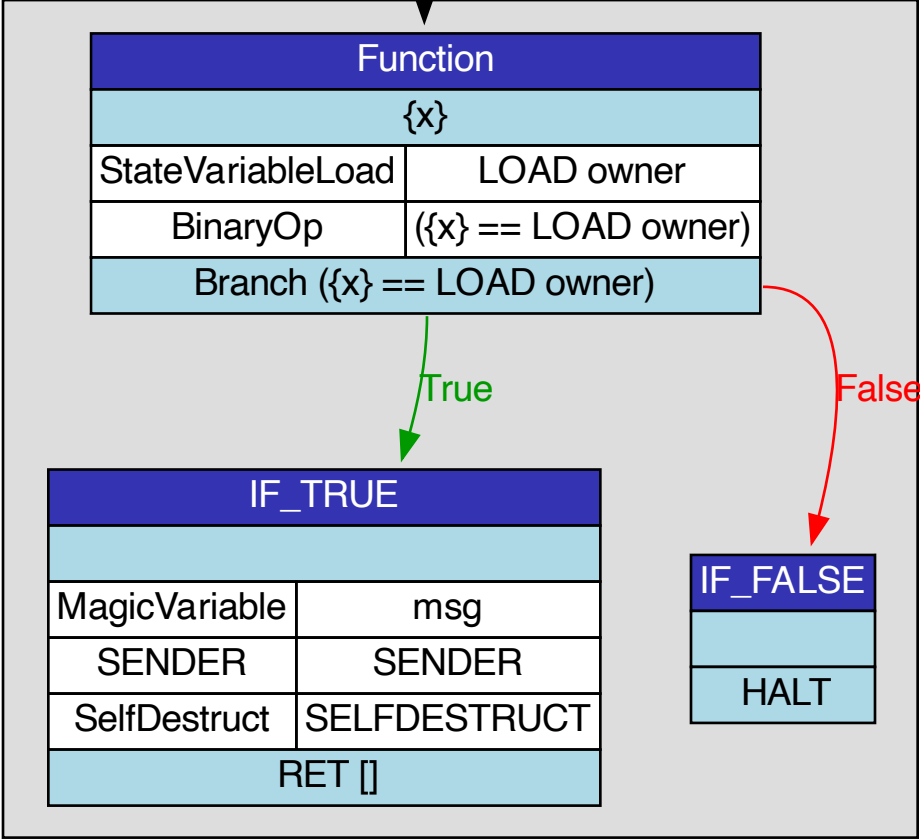 Function
{x}
StateVariableLoad LOAD owner
BinaryOp ({x} == LOAD owner)
Branch ({x} == LOAD owner)
True
False
IF_TRUE
MagicVariable msg
SENDER SENDER
SelfDestruct SELFDESTRUCT
RET []
IF_FALSE
HALT